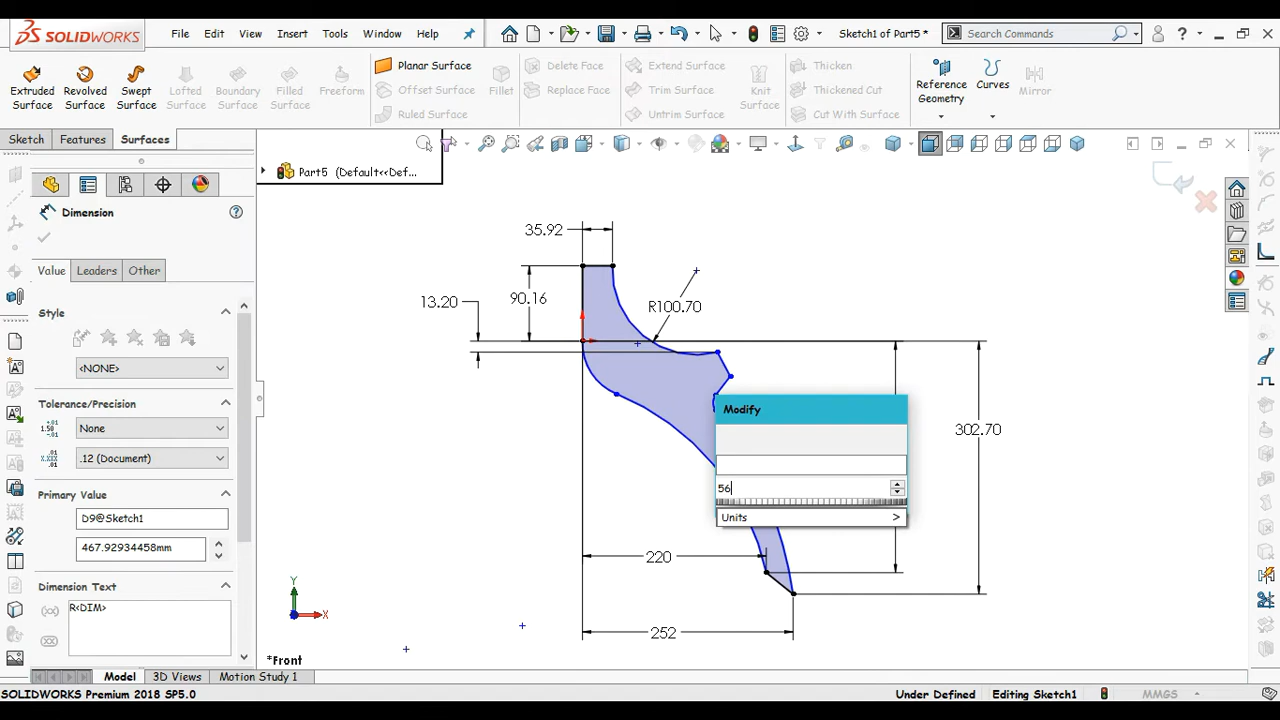 SOLIDWORKS
File Edit View Insert Tools Window Help
Sketch1 of Part5 *
Search Commands
Extruded Surface
Revolved Surface
Swept Surface
Lofted Surface
Boundary Surface
Filled Surface
Freeform
Planar Surface
Offset Surface
Ruled Surface
Fillet
Delete Face
Replace Face
Extend Surface
Trim Surface
Untrim Surface
Knit Surface
Thicken
Thickened Cut
Cut With Surface
Reference Geometry
Curves
Mirror
Sketch Features Surfaces
Part5 (Default<<Def...
Dimension
Value Leaders Other
Style
<NONE>
Tolerance/Precision
None
.12 (Document)
Primary Value
D9@Sketch1
467.92934458mm
Dimension Text
R<DIM>
35.92
13.20
90.16
R100.70
302.70
220
252
Modify
56
Units >
Y
X
*Front
Model 3D Views Motion Study 1
SOLIDWORKS Premium 2018 SP5.0
Under Defined
Editing Sketch1
MMGS